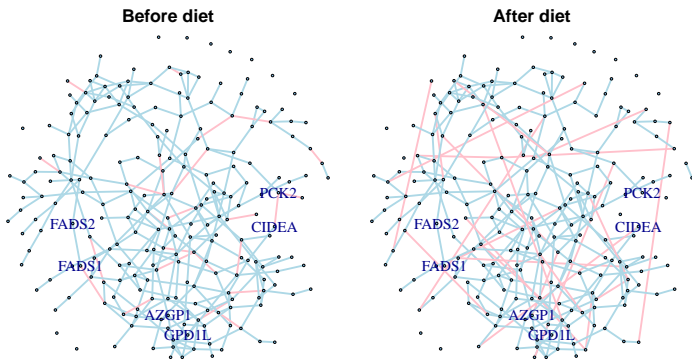 Before diet
After diet
PCK2
FADS2
CIDEA
FADS1
AZGP1
GPD1L
PCK2
FADS2
CIDEA
FADS1
AZGP1
GPD1L